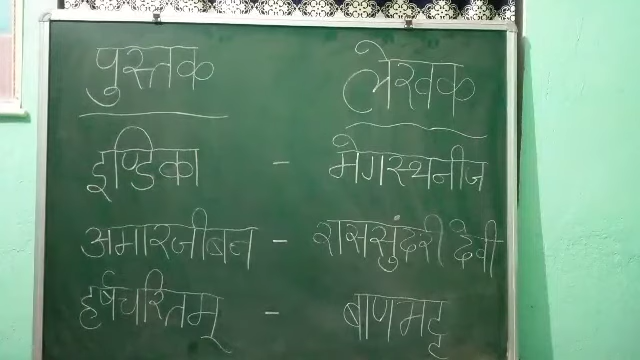 पुस्तक लेखक
इण्डिका - मेगस्थनीज
अमारजीबन - राससुंदरी देवी
हर्षचरितम् - बाणभट्ट